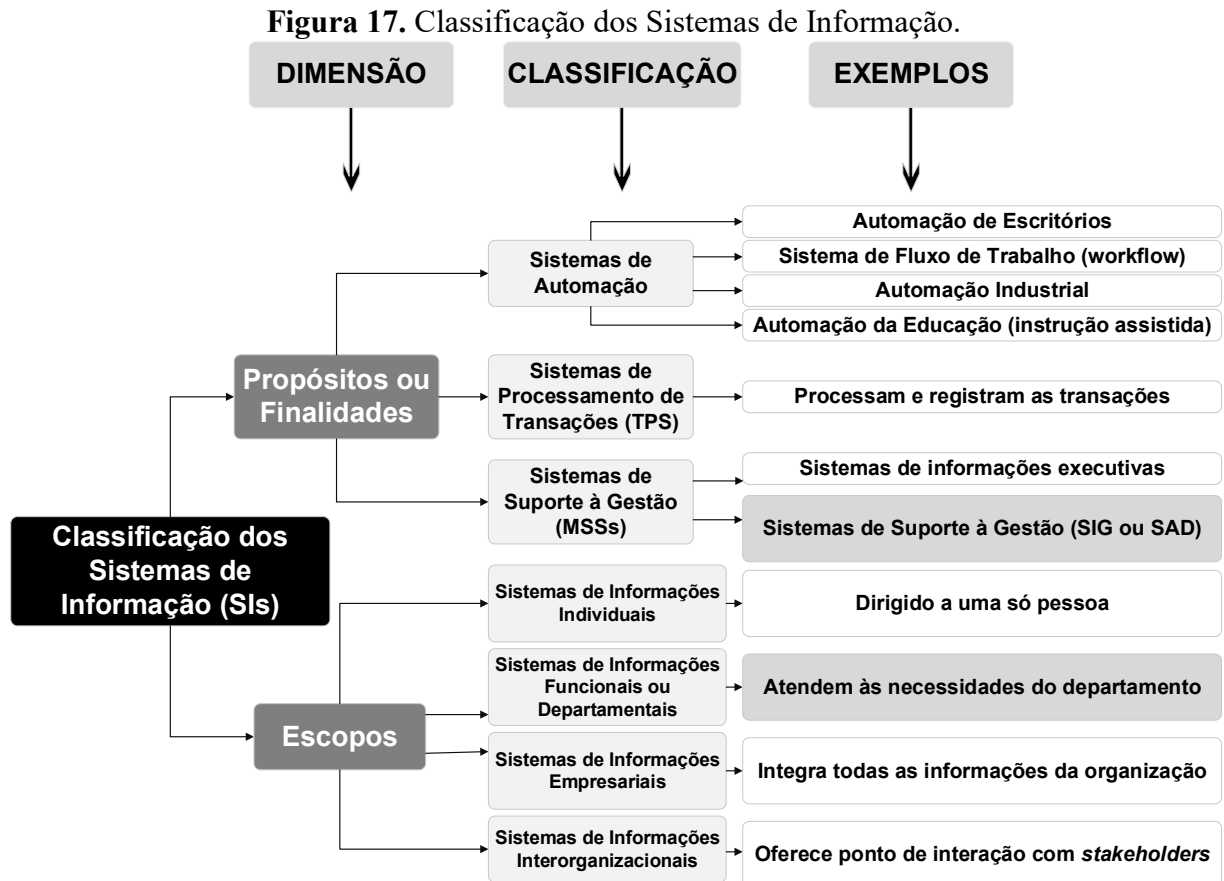 Figura 17. Classificação dos Sistemas de Informação.
DIMENSÃO
CLASSIFICAÇÃO
EXEMPLOS
Classificação dos
Sistemas de
Informação (SIs)
Propósitos ou
Finalidades
Sistemas de
Automação
Automação de Escritórios
Sistema de Fluxo de Trabalho (workflow)
Automação Industrial
Automação da Educação (instrução assistida)
Sistemas de
Processamento de
Transações (TPS)
Processam e registram as transações
Sistemas de
Suporte à Gestão
(MSSs)
Sistemas de informações executivas
Sistemas de Suporte à Gestão (SIG ou SAD)
Escopos
Sistemas de Informações
Individuais
Dirigido a uma só pessoa
Sistemas de Informações
Funcionais ou
Departamentais
Atendem às necessidades do departamento
Sistemas de Informações
Empresariais
Integra todas as informações da organização
Sistemas de Informações
Interorganizacionais
Oferece ponto de interação com stakeholders